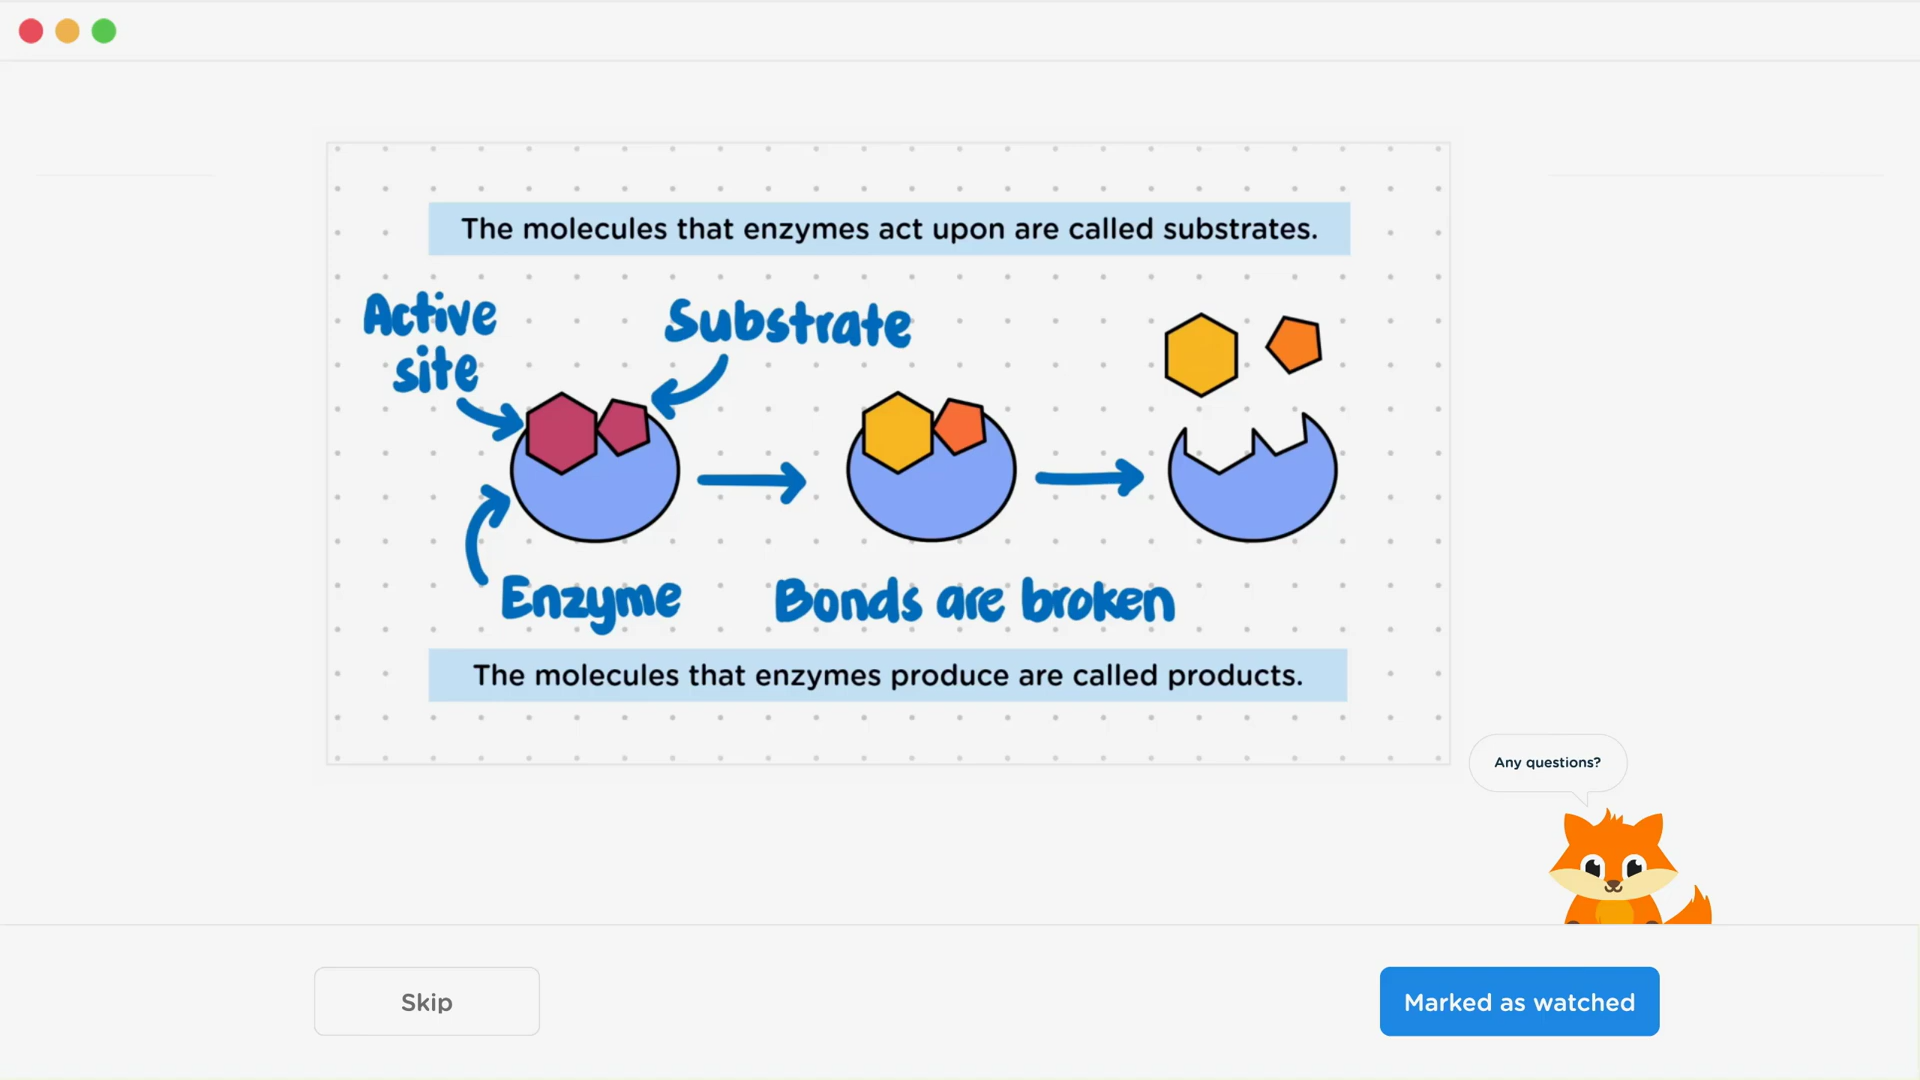 The molecules that enzymes act upon are called substrates.
Active
site
Substrate
Enzyme
Bonds are broken
The molecules that enzymes produce are called products.
Any questions?
Skip
Marked as watched